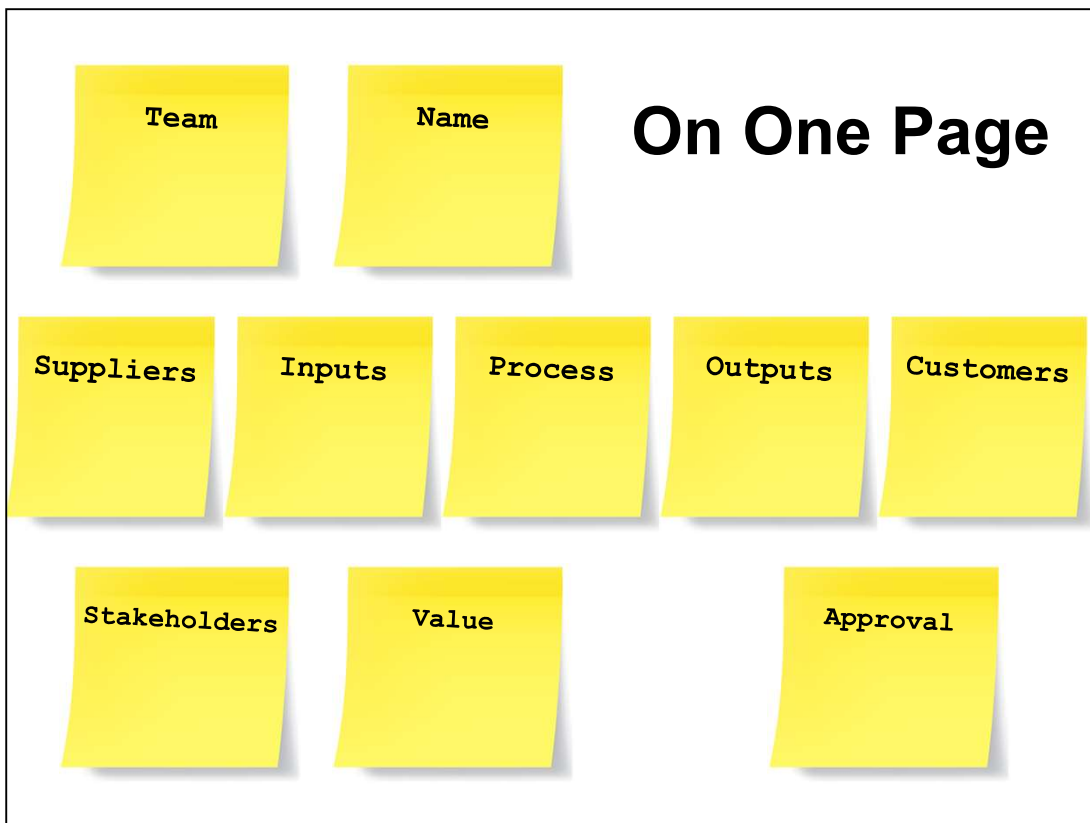 Team
Name
On One Page
Suppliers
Inputs
Process
Outputs
Customers
Stakeholders
Value
Approval